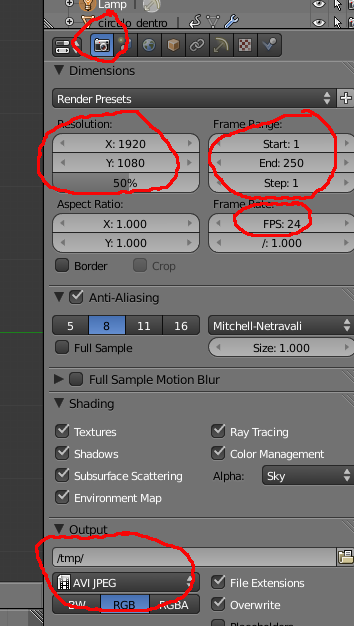 Lamp
circulo_dentro
Dimensions
Render Presets
Resolution: Frame Range:
X: 1920 Start: 1
Y: 1080 End: 250
50% Step: 1
Aspect Ratio: Frame Rate:
X: 1.000 FPS: 24
Y: 1.000 /: 1.000
Border Crop
Anti-Aliasing
5 8 11 16 Mitchell-Netravali
Full Sample Size: 1.000
Full Sample Motion Blur
Shading
Textures Ray Tracing
Shadows Color Management
Subsurface Scattering Alpha: Sky
Environment Map
Output
/tmp/
AVI JPEG File Extensions
BW RGB RGBA Overwrite
Placeholders